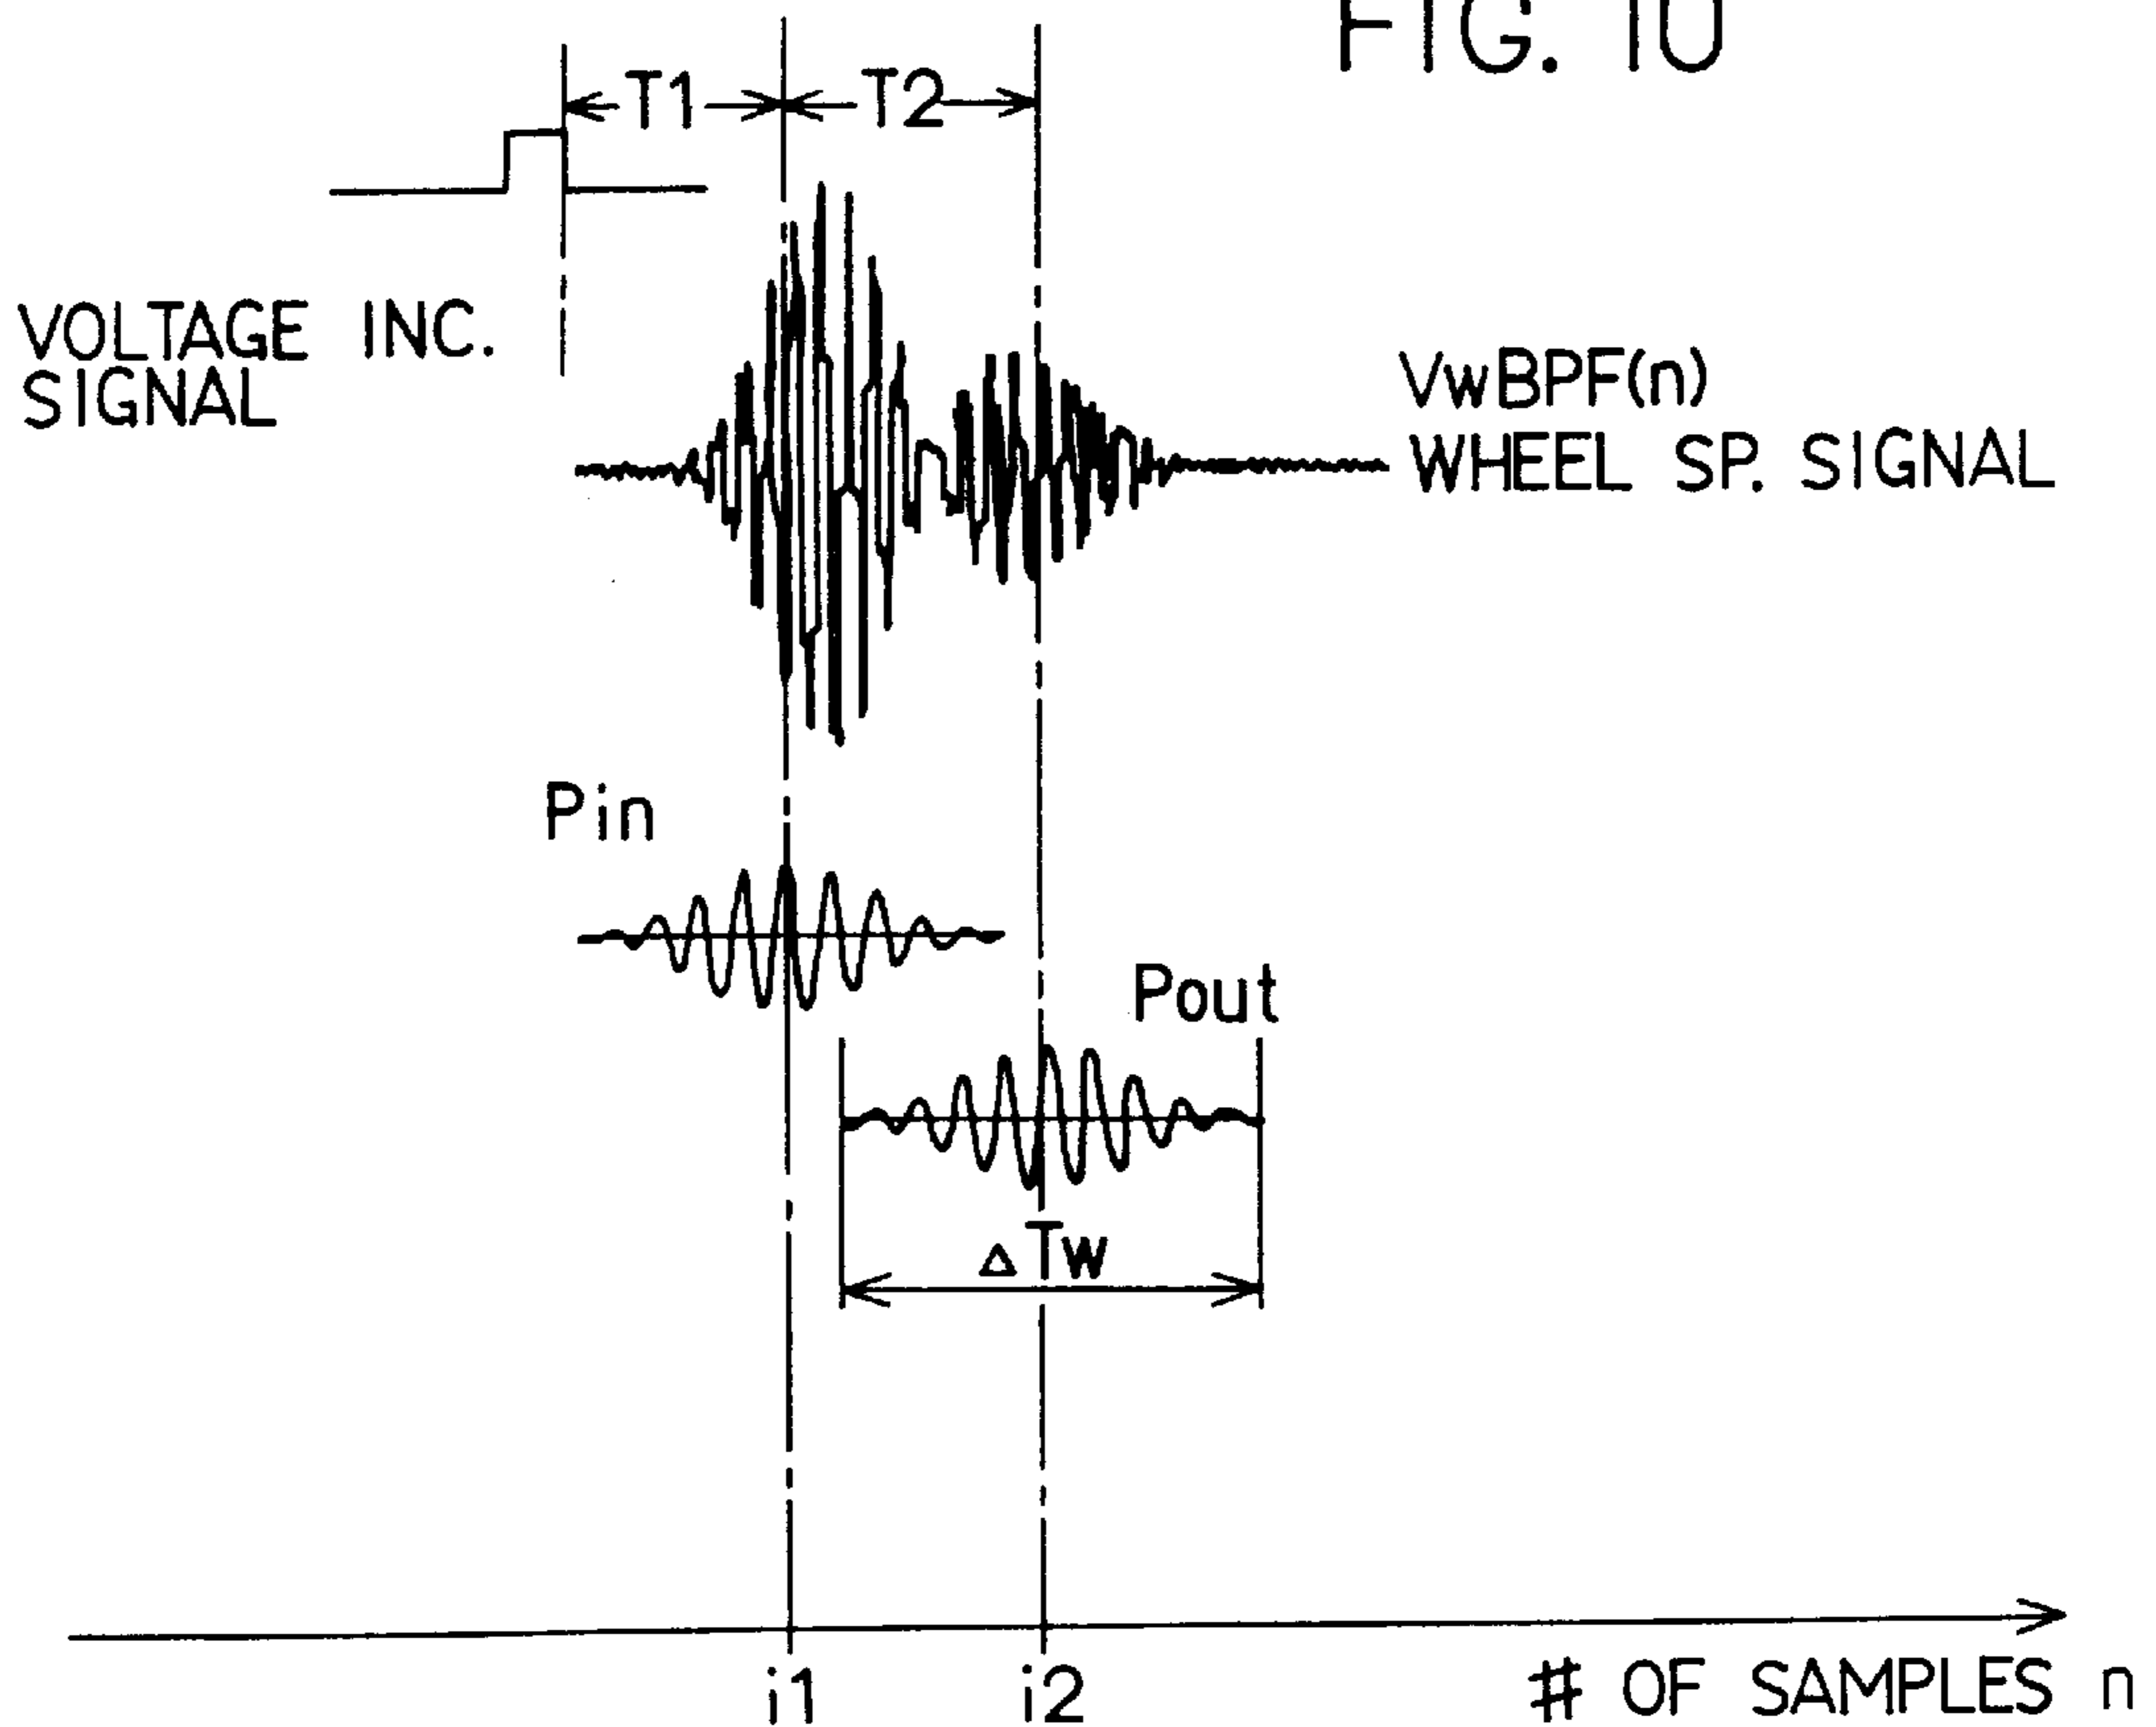 FIG. 10
T1
T2
VOLTAGE INC.
SIGNAL
VwBPF(n)
WHEEL SP. SIGNAL
Pin
Pout
ΔTw
i1
i2
# OF SAMPLES n